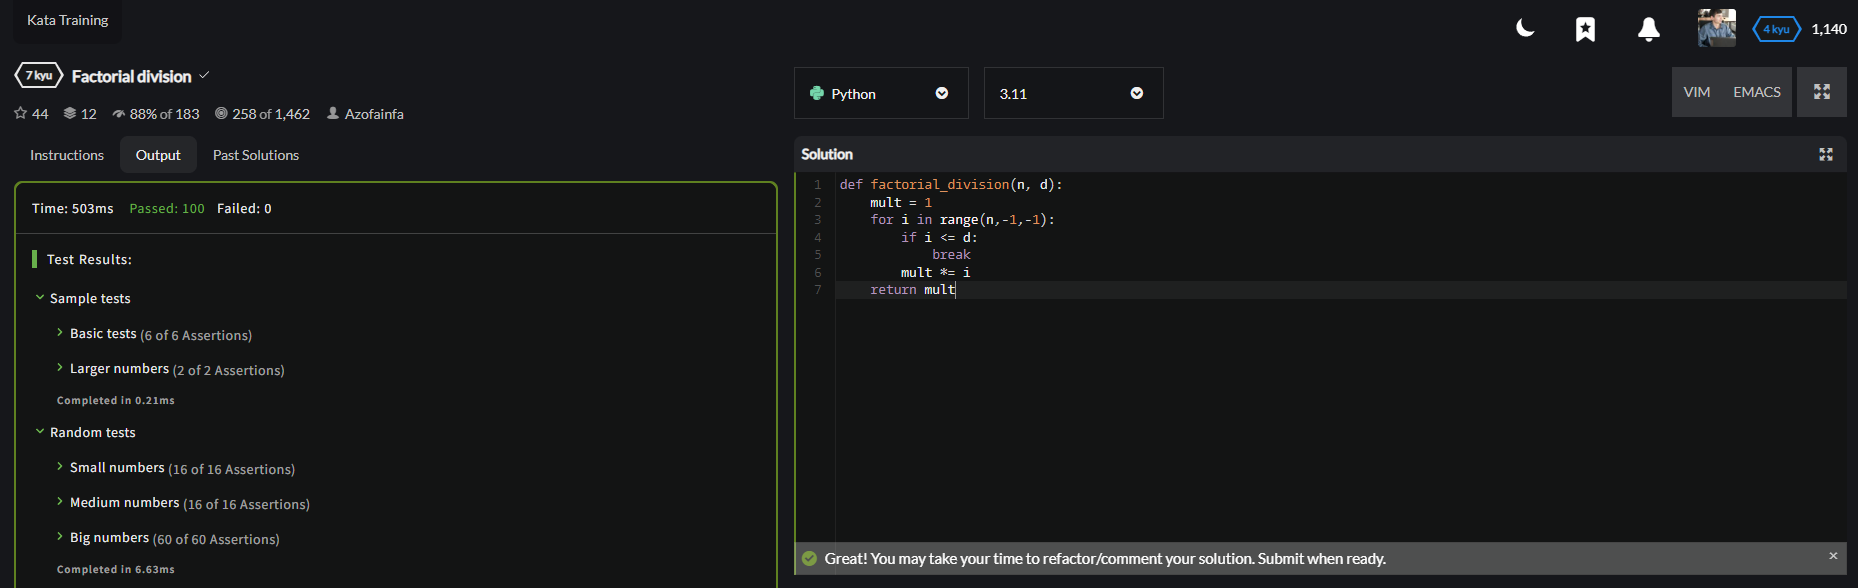 Kata Training
4 kyu 1,140
7 kyu Factorial division
44 12 88% of 183 258 of 1,462 Azofainfa
Instructions Output Past Solutions
Time: 503ms Passed: 100 Failed: 0
Test Results:
Sample tests
Basic tests (6 of 6 Assertions)
Larger numbers (2 of 2 Assertions)
Completed in 0.21ms
Random tests
Small numbers (16 of 16 Assertions)
Medium numbers (16 of 16 Assertions)
Big numbers (60 of 60 Assertions)
Completed in 6.63ms
Python 3.11 VIM EMACS
Solution
1 def factorial_division(n, d):
2     mult = 1
3     for i in range(n,-1,-1):
4         if i <= d:
5             break
6         mult *= i
7     return mult
Great! You may take your time to refactor/comment your solution. Submit when ready.